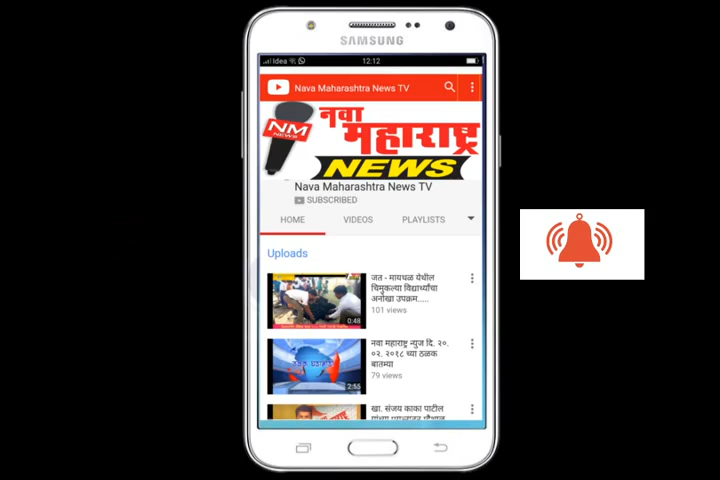 SAMSUNG
Idea
12:12
Nava Maharashtra News TV
NM
NEWS
नवा
महाराष्ट्र
NEWS
Nava Maharashtra News TV
SUBSCRIBED
HOME VIDEOS PLAYLISTS
Uploads
जत - मायथळ येथील
चिमुकल्या विद्यार्थ्यांचा
अनोखा उपक्रम.....
101 views
0:48
नवा महाराष्ट्र न्युज दि. २०.
०२. २०१८ च्या ठळक
बातम्या
79 views
2:55
खा. संजय काका पाटील